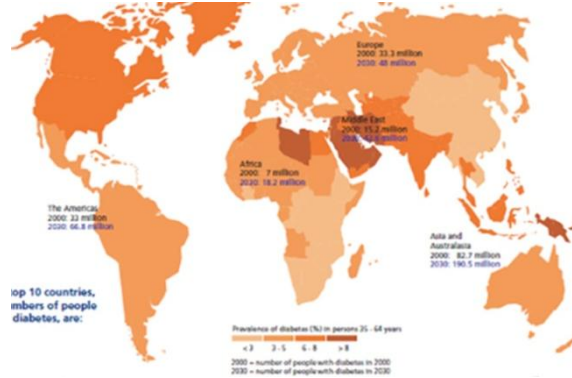 Europe
2000: 33.3 million
2030: 48 million
Middle East
2000: 15.2 million
Africa
2000: 7 million
2030: 18.2 million
The Americas
2000: 33 million
2030: 66.8 million
Asia and
Australasia
2000: 82.7 million
2030: 190.5 million
top 10 countries,
mbers of people
diabetes, are:
Prevalence of diabetes (%) in persons 35 - 64 years
< 3 3 - 5 6 - 8 > 8
2000 = number of people with diabetes in 2000
2030 = number of people with diabetes in 2030